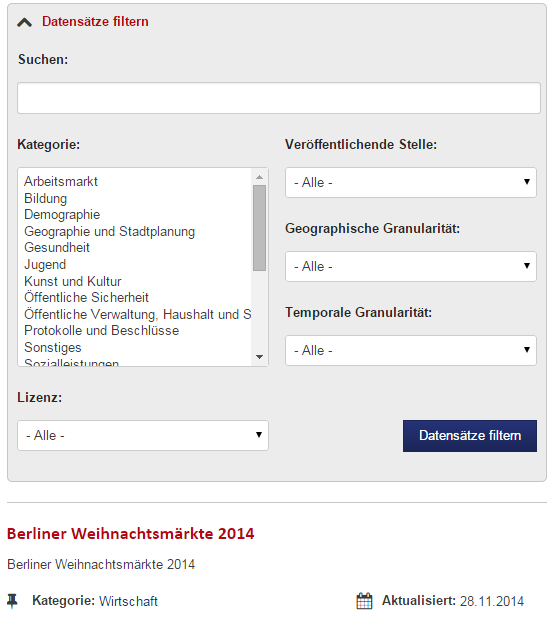 Datensätze filtern
Suchen:
Kategorie:
Arbeitsmarkt
Bildung
Demographie
Geographie und Stadtplanung
Gesundheit
Jugend
Kunst und Kultur
Öffentliche Sicherheit
Öffentliche Verwaltung, Haushalt und S
Protokolle und Beschlüsse
Sonstiges
Sozialleistungen
Veröffentlichende Stelle:
- Alle -
Geographische Granularität:
- Alle -
Temporale Granularität:
- Alle -
Lizenz:
- Alle -
Datensätze filtern
Berliner Weihnachtsmärkte 2014
Berliner Weihnachtsmärkte 2014
Kategorie: Wirtschaft
Aktualisiert: 28.11.2014